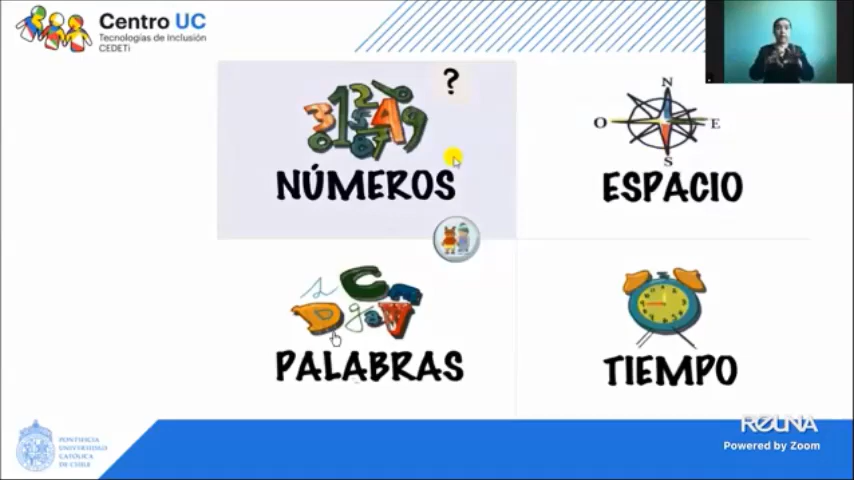 Centro UC
Tecnologías de Inclusión
CEDETi
?
NÚMEROS
N
O
E
S
ESPACIO
PALABRAS
TIEMPO
PONTIFICIA
UNIVERSIDAD
CATÓLICA
DE CHILE
REUNA
Powered by Zoom